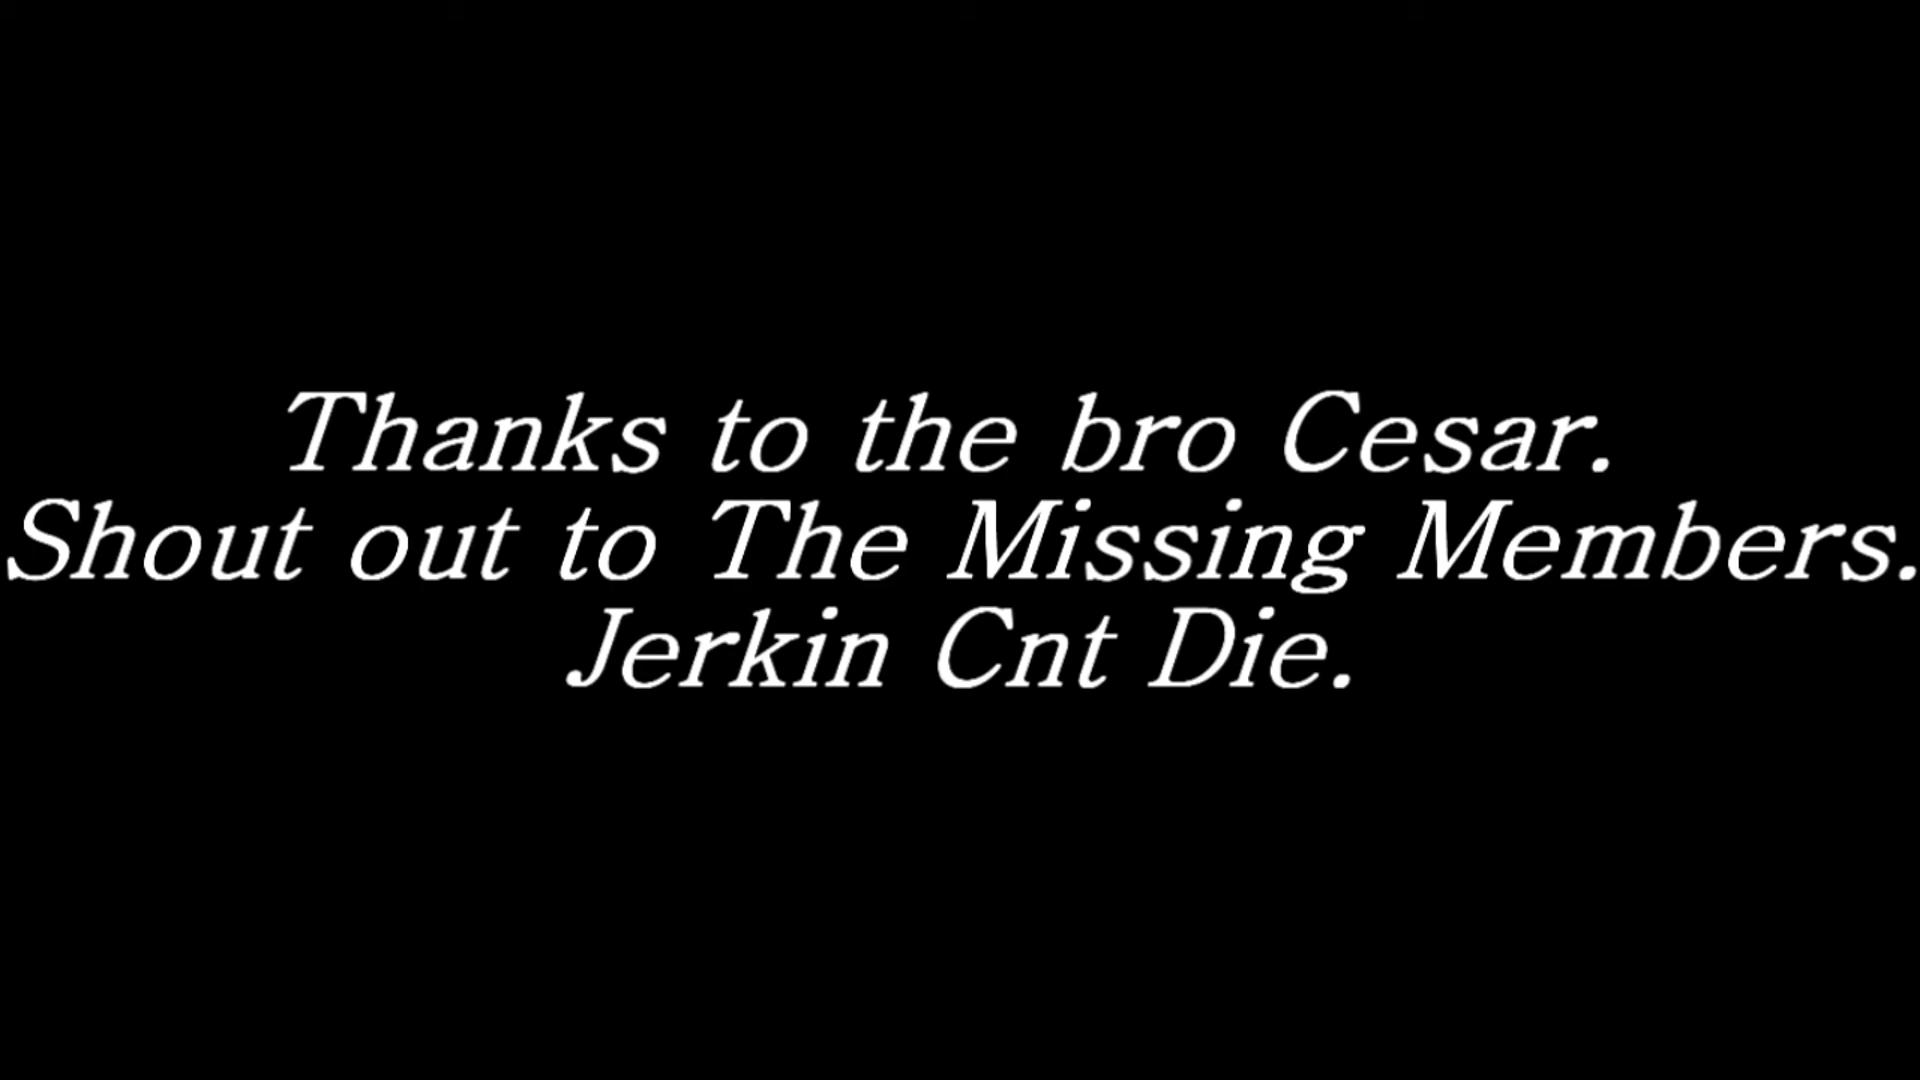 Thanks to the bro Cesar.
Shout out to The Missing Members.
Jerkin Cnt Die.